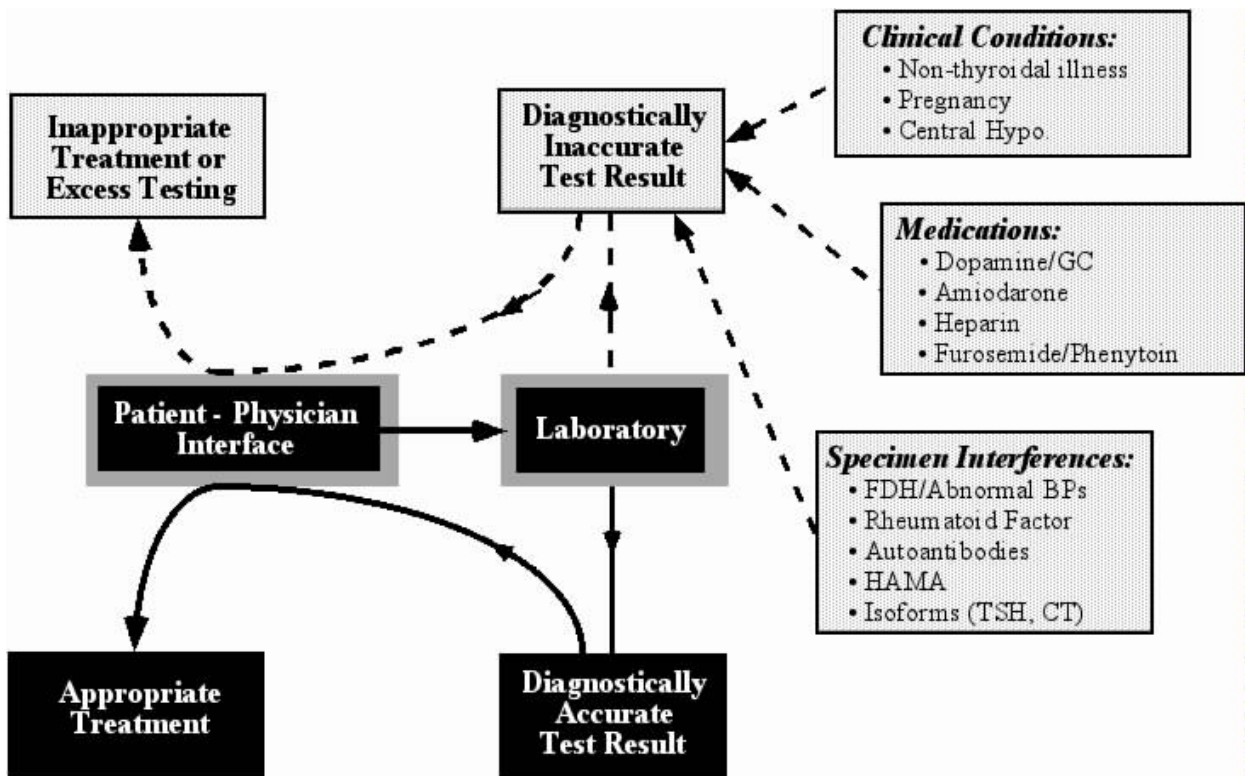 Clinical Conditions:
• Non-thyroidal illness
• Pregnancy
• Central Hypo.
Inappropriate
Treatment or
Excess Testing
Diagnostically
Inaccurate
Test Result
Medications:
• Dopamine/GC
• Amiodarone
• Heparin
• Furosemide/Phenytoin
Patient - Physician
Interface
Laboratory
Specimen Interferences:
• FDH/Abnormal BPs
• Rheumatoid Factor
• Autoantibodies
• HAMA
• Isoforms (TSH, CT)
Appropriate
Treatment
Diagnostically
Accurate
Test Result